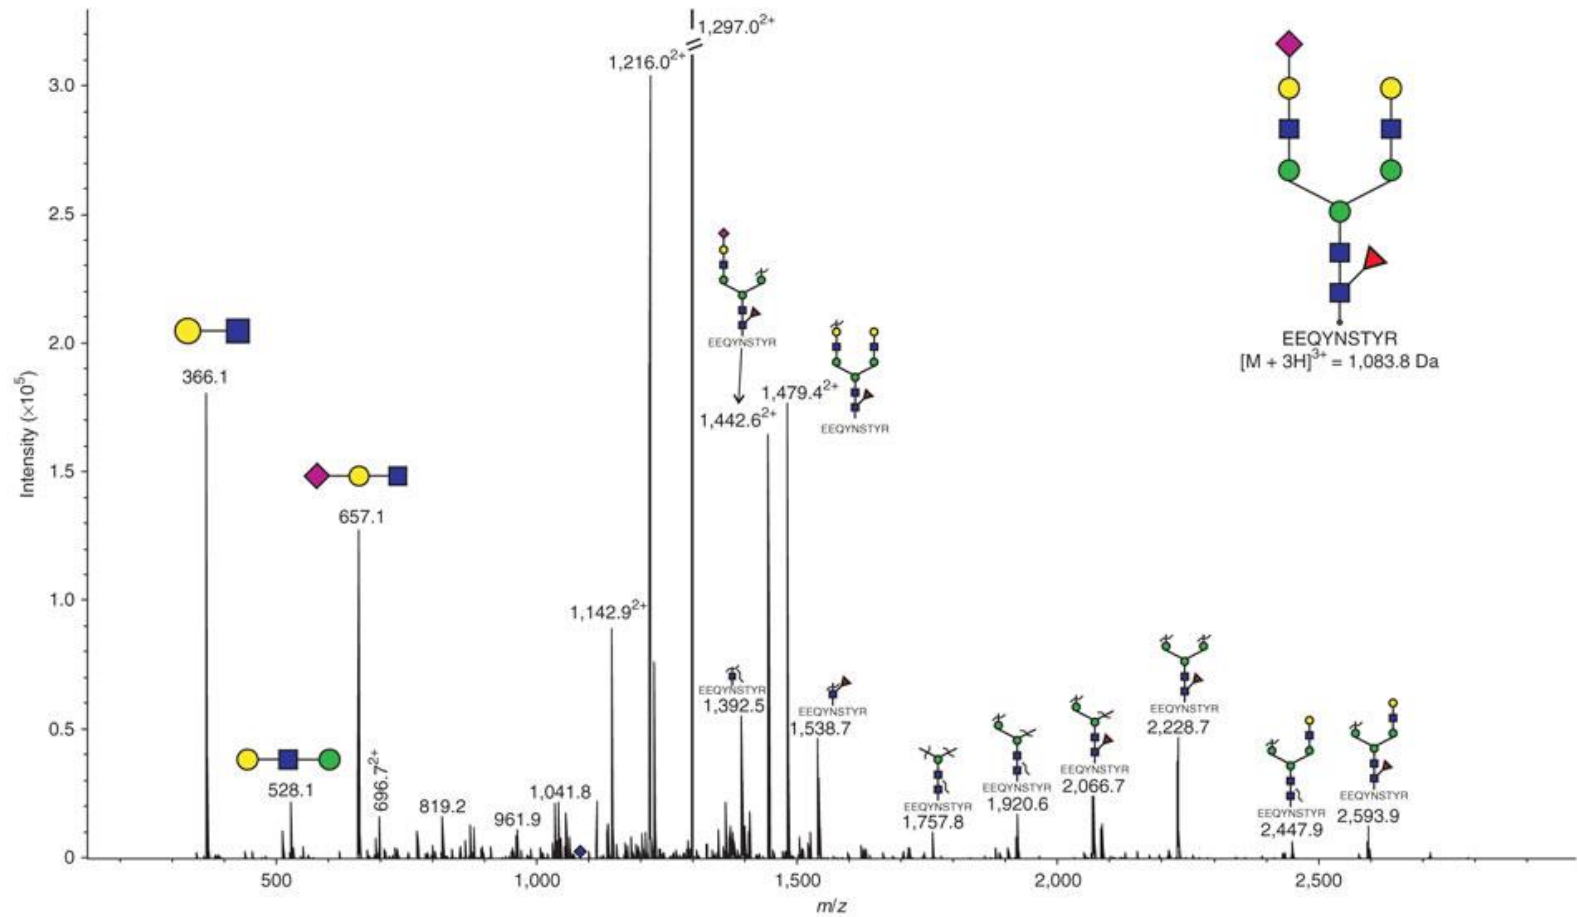 1,297.0²⁺
1,216.0²⁺
3.0
2.5
2.0
1.5
1.0
0.5
0
Intensity (×10⁵)
366.1
657.1
528.1
696.7²⁺
819.2
961.9
1,041.8
1,142.9²⁺
EEQYNSTYR
1,442.6²⁺
1,479.4²⁺
EEQYNSTYR
EEQYNSTYR
[M + 3H]³⁺ = 1,083.8 Da
EEQYNSTYR
1,392.5
EEQYNSTYR
1,538.7
EEQYNSTYR
1,757.8
EEQYNSTYR
1,920.6
EEQYNSTYR
2,066.7
EEQYNSTYR
2,228.7
EEQYNSTYR
2,447.9
EEQYNSTYR
2,593.9
500
1,000
1,500
2,000
2,500
m/z